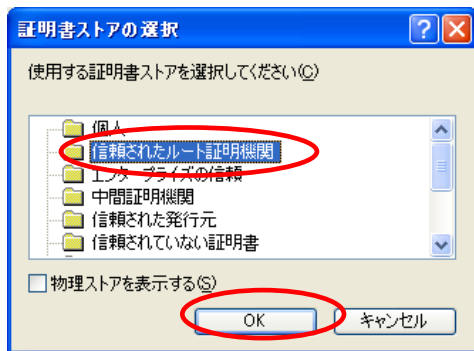 証明書ストアの選択
使用する証明書ストアを選択してください(C)
個人
信頼されたルート証明機関
エンタープライズの信頼
中間証明機関
信頼された発行元
信頼されていない証明書
物理ストアを表示する(S)
OK
キャンセル